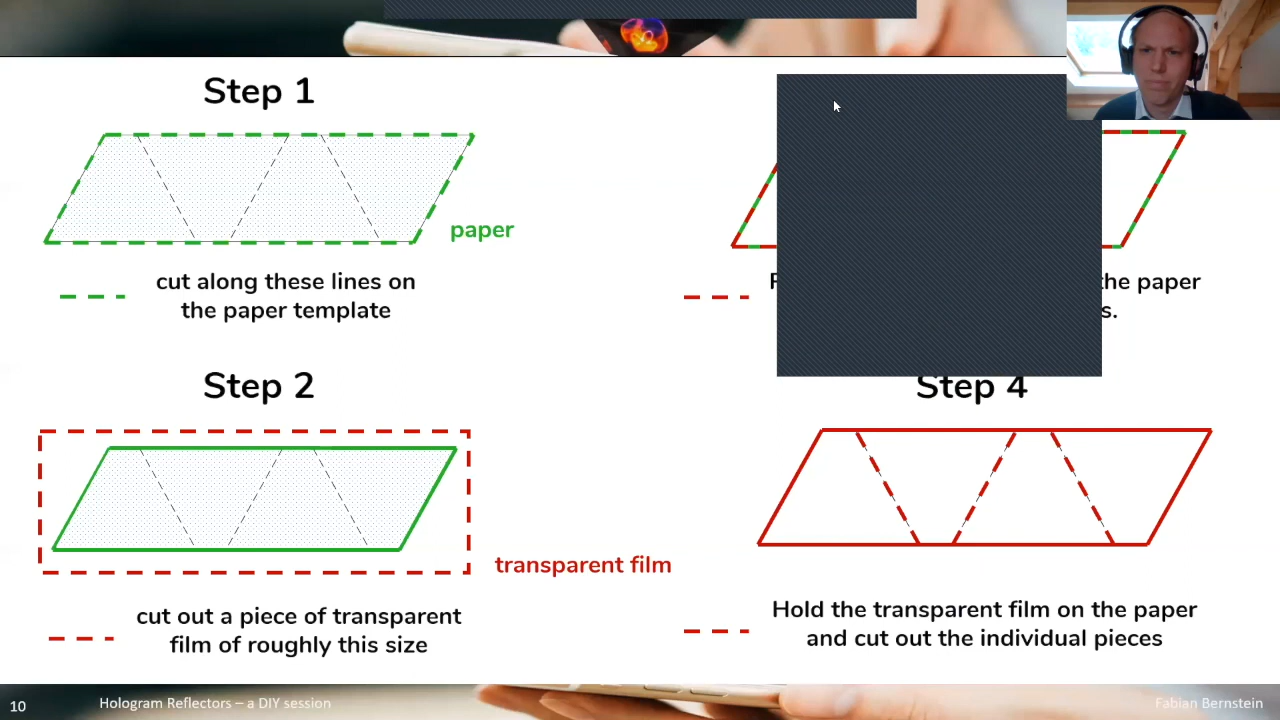 Step 1
paper
cut along these lines on
the paper template
the paper
s.
Step 2
transparent film
cut out a piece of transparent
film of roughly this size
Step 4
Hold the transparent film on the paper
and cut out the individual pieces
10
Hologram Reflectors – a DIY session
Fabian Bernstein